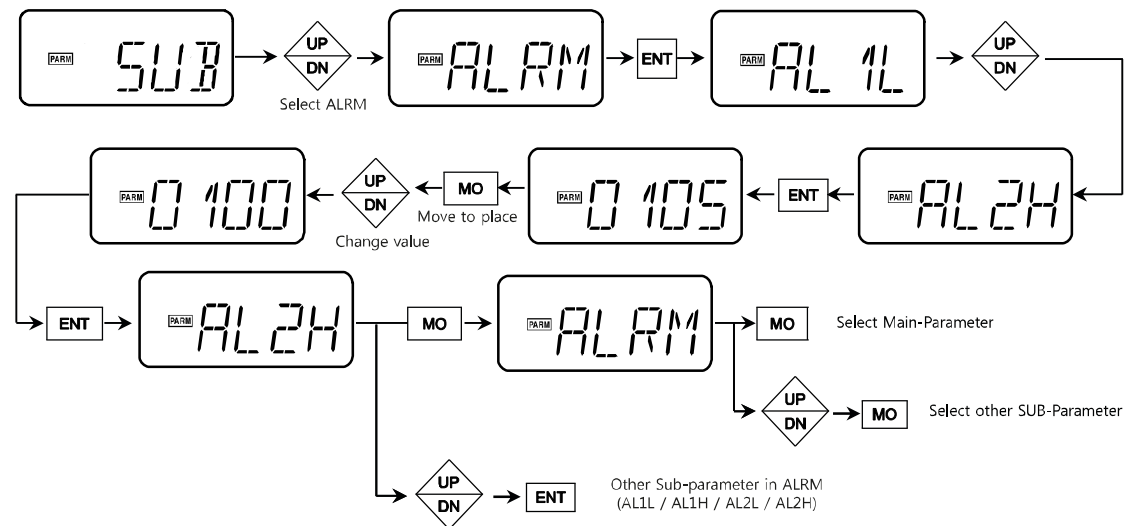 PARM SUB
UP
DN
Select ALRM
PARM ALRM
ENT
PARM AL 1L
UP
DN
PARM AL2H
ENT
PARM 0105
MO
Move to place
UP
DN
Change value
PARM 0100
ENT
PARM AL2H
MO
PARM ALRM
MO
Select Main-Parameter
UP
DN
MO
Select other SUB-Parameter
UP
DN
ENT
Other Sub-parameter in ALRM
(AL1L / AL1H / AL2L / AL2H)